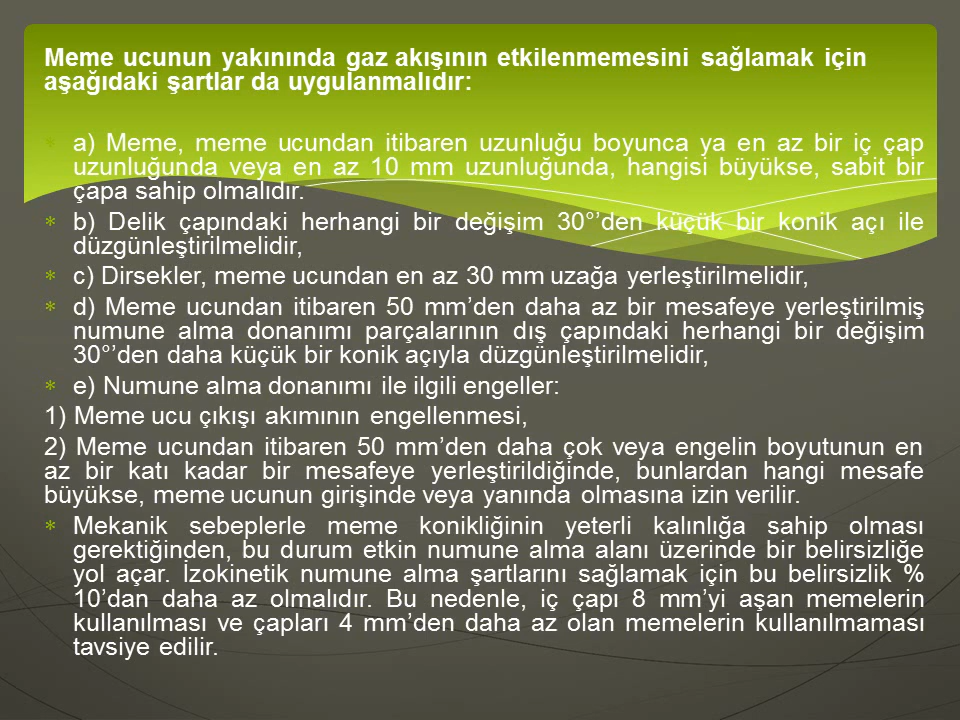 Meme ucunun yakınında gaz akışının etkilenmemesini sağlamak için
aşağıdaki şartlar da uygulanmalıdır:
* a) Meme, meme ucundan itibaren uzunluğu boyunca ya en az bir iç çap
uzunluğunda veya en az 10 mm uzunluğunda, hangisi büyükse, sabit bir
çapa sahip olmalıdır.
* b) Delik çapındaki herhangi bir değişim 30°’den küçük bir konik açı ile
düzgünleştirilmelidir,
* c) Dirsekler, meme ucundan en az 30 mm uzağa yerleştirilmelidir,
* d) Meme ucundan itibaren 50 mm’den daha az bir mesafeye yerleştirilmiş
numune alma donanımı parçalarının dış çapındaki herhangi bir değişim
30°’den daha küçük bir konik açıyla düzgünleştirilmelidir,
* e) Numune alma donanımı ile ilgili engeller:
1) Meme ucu çıkışı akımının engellenmesi,
2) Meme ucundan itibaren 50 mm’den daha çok veya engelin boyutunun en
az bir katı kadar bir mesafeye yerleştirildiğinde, bunlardan hangi mesafe
büyükse, meme ucunun girişinde veya yanında olmasına izin verilir.
* Mekanik sebeplerle meme konikliğinin yeterli kalınlığa sahip olması
gerektiğinden, bu durum etkin numune alma alanı üzerinde bir belirsizliğe
yol açar. İzokinetik numune alma şartlarını sağlamak için bu belirsizlik %
10’dan daha az olmalıdır. Bu nedenle, iç çapı 8 mm’yi aşan memelerin
kullanılması ve çapları 4 mm’den daha az olan memelerin kullanılmaması
tavsiye edilir.